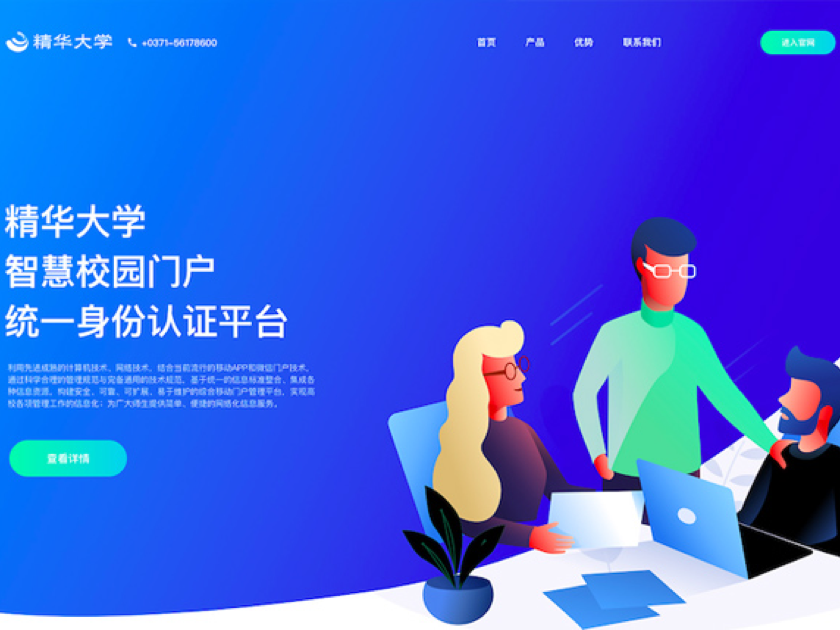 精华大学
+0371-56178600
首页
产品
优势
联系我们
进入官网
精华大学
智慧校园门户
统一身份认证平台
利用先进成熟的计算机技术、网络技术，结合当前流行的移动APP和微信门户技术，
通过科学合理的管理规范与完备通用的技术规范，基于统一的信息标准整合、集成各
种信息资源，构建安全、可靠、可扩展、易于维护的综合移动门户管理平台，实现高
校各项管理工作的信息化；为广大师生提供简单、便捷的网络化信息服务。
查看详情